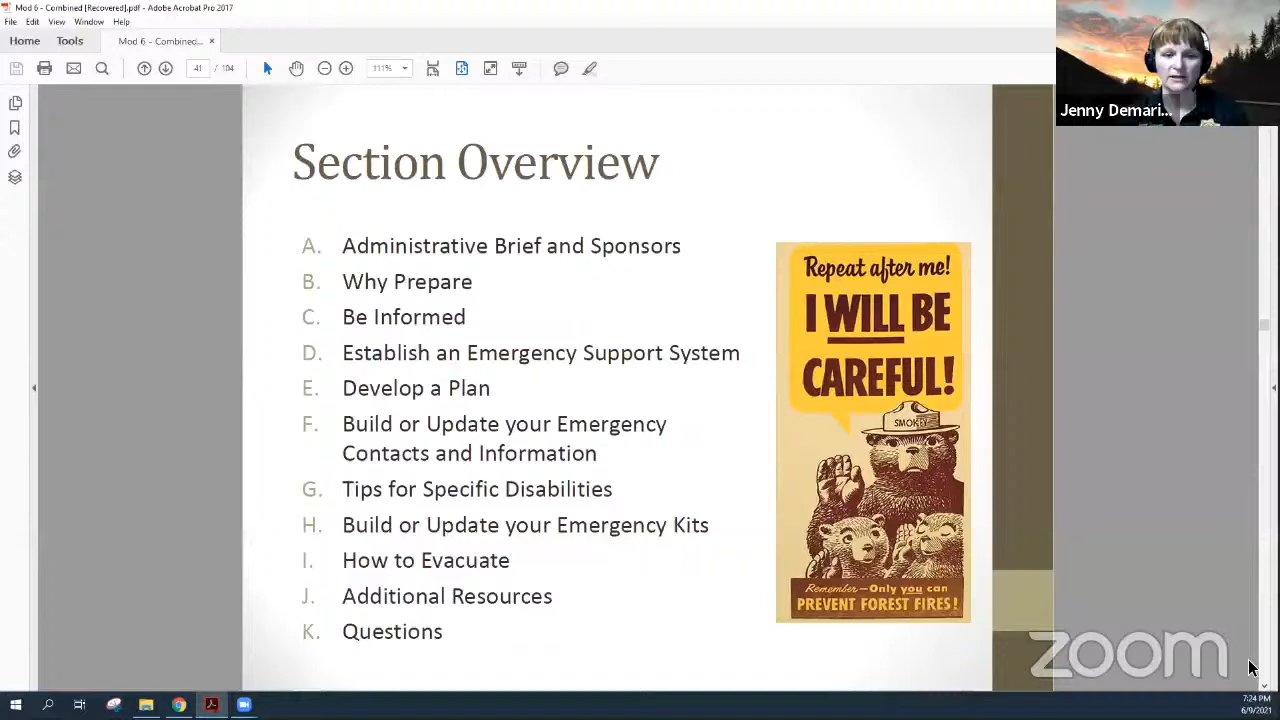 Mod 6 - Combined [Recovered].pdf - Adobe Acrobat Pro 2017
File Edit View Window Help
Home Tools Mod 6 - Combined... ×
41 / 104 111%
Jenny Demari...
Section Overview
A. Administrative Brief and Sponsors
B. Why Prepare
C. Be Informed
D. Establish an Emergency Support System
E. Develop a Plan
F. Build or Update your Emergency
Contacts and Information
G. Tips for Specific Disabilities
H. Build or Update your Emergency Kits
I. How to Evacuate
J. Additional Resources
K. Questions
Repeat after me!
I WILL BE
CAREFUL!
SMOKEY
Remember-Only you can
PREVENT FOREST FIRES!
zoom
7:24 PM
6/9/2021